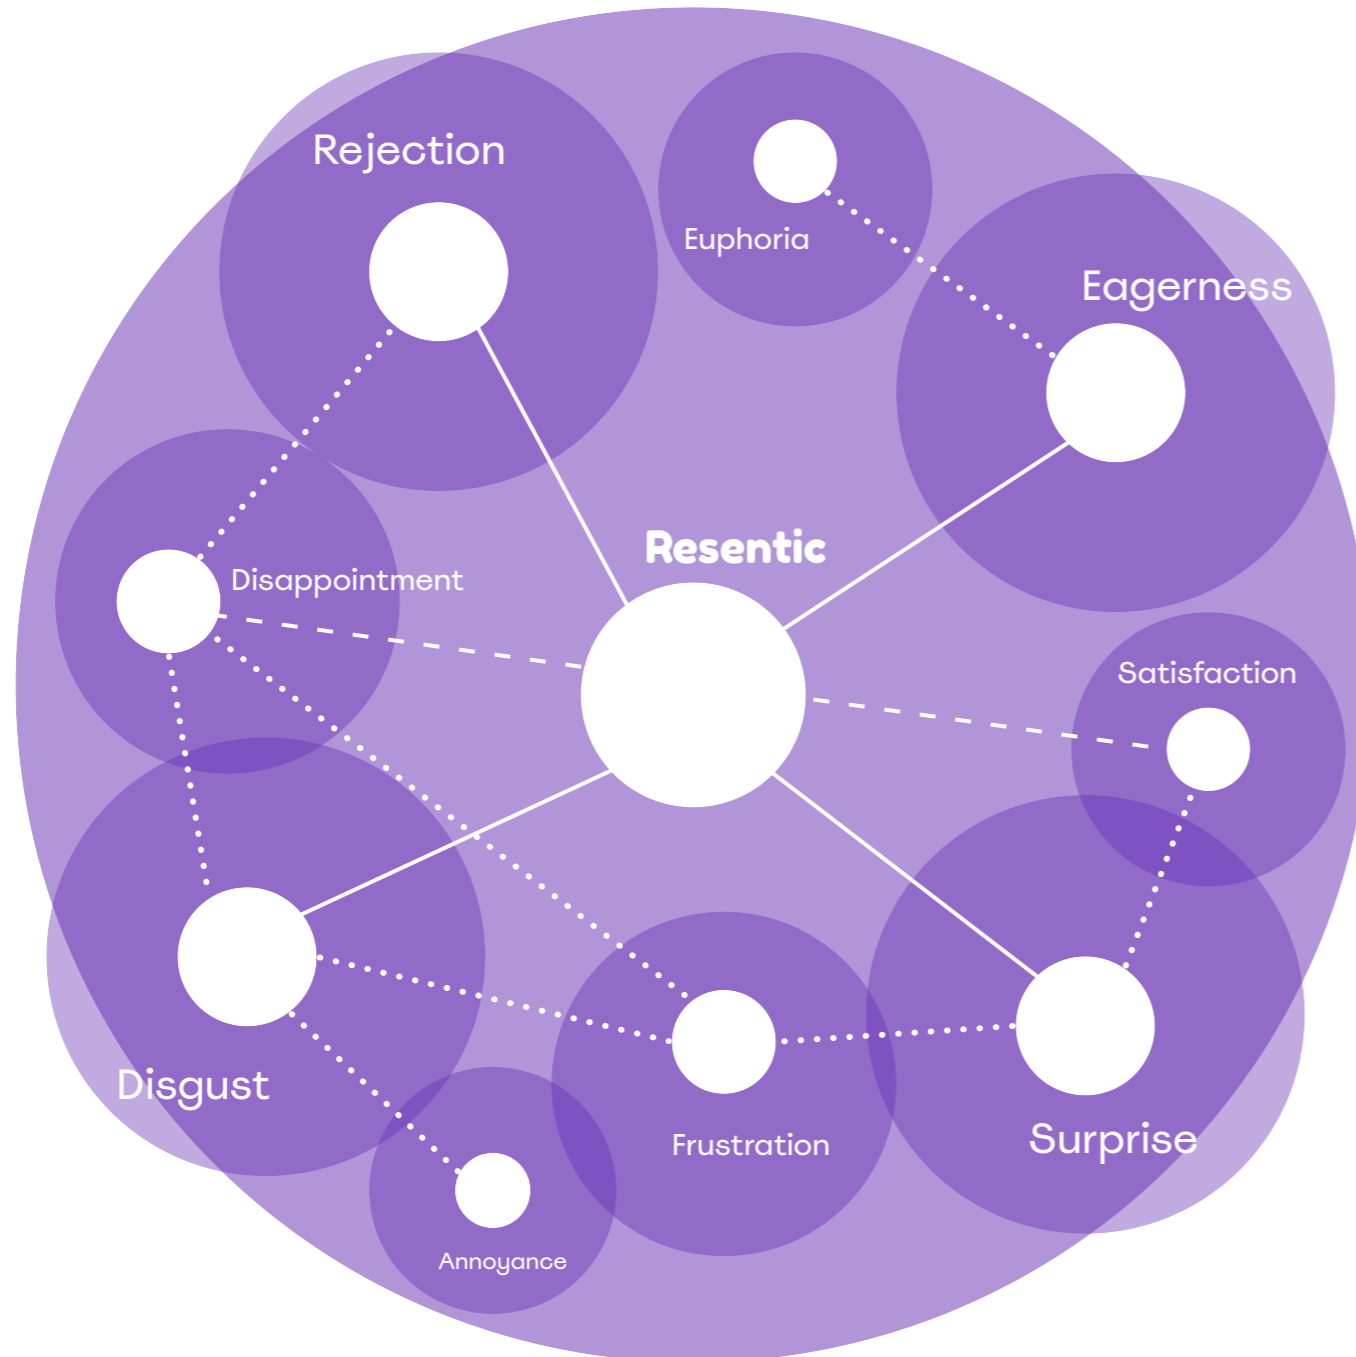 Rejection
Euphoria
Eagerness
Resentic
Disappointment
Satisfaction
Disgust
Frustration
Surprise
Annoyance